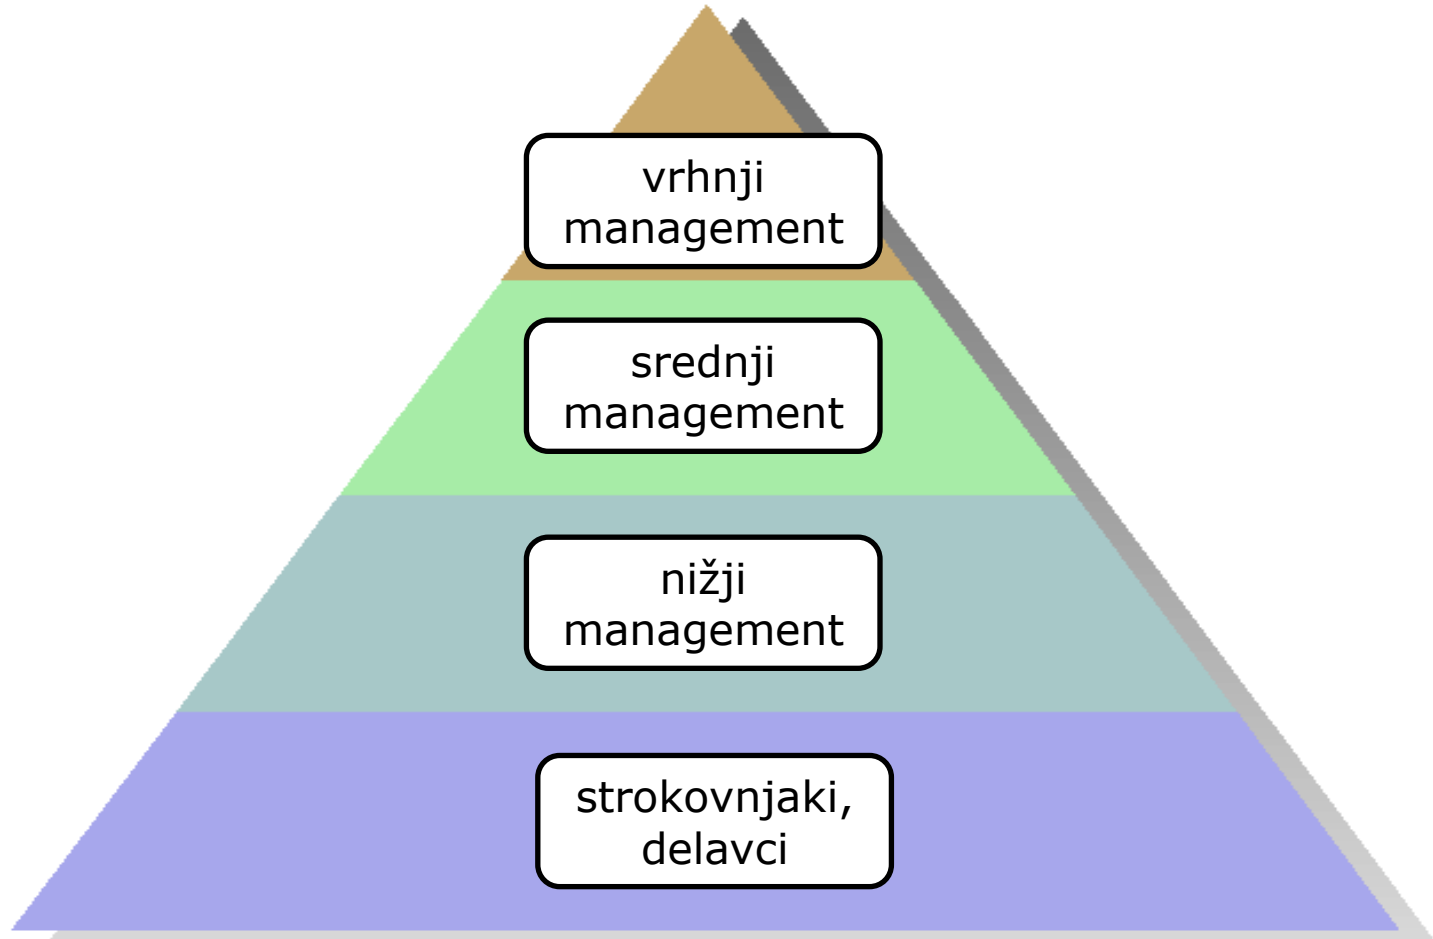 vrhnji
management
srednji
management
nižji
management
strokovnjaki,
delavci